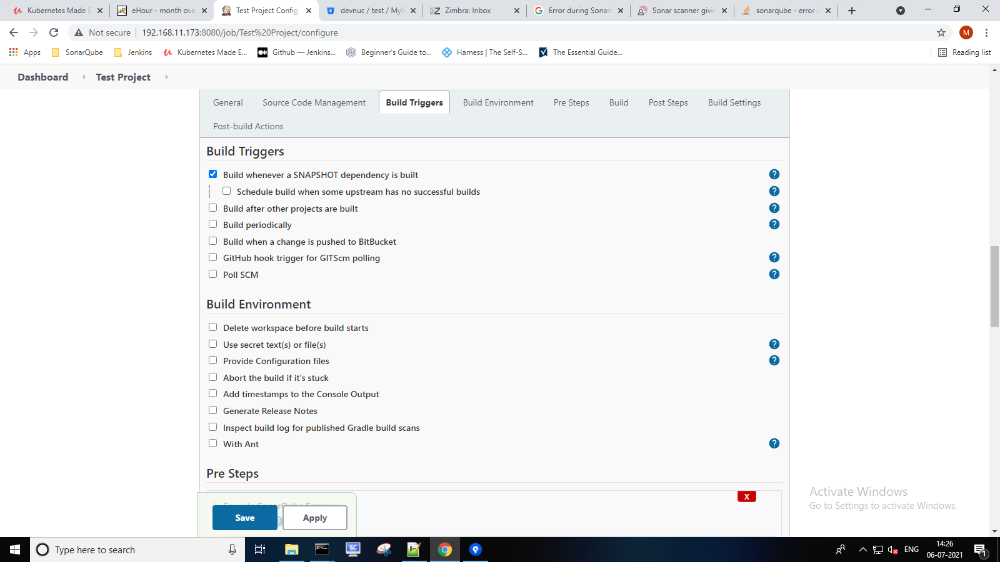 Kubernetes Made E
eHour - month ove
Test Project Config
devnuc / test / MyS
Zimbra: Inbox
Error during SonarS
Sonar scanner givin
sonarqube - error i
Not secure
192.168.11.173:8080/job/Test%20Project/configure
M
Apps
SonarQube
Jenkins
Kubernetes Made E...
Github — Jenkins...
Beginner's Guide to...
Harness | The Self-S...
The Essential Guide...
Reading list
Dashboard
Test Project
General
Source Code Management
Build Triggers
Build Environment
Pre Steps
Build
Post Steps
Build Settings
Post-build Actions
Build Triggers
Build whenever a SNAPSHOT dependency is built
?
Schedule build when some upstream has no successful builds
?
Build after other projects are built
?
Build periodically
?
Build when a change is pushed to BitBucket
GitHub hook trigger for GITScm polling
?
Poll SCM
?
Build Environment
Delete workspace before build starts
Use secret text(s) or file(s)
?
Provide Configuration files
?
Abort the build if it's stuck
Add timestamps to the Console Output
Generate Release Notes
Inspect build log for published Gradle build scans
With Ant
?
Pre Steps
X
Execute SonarQube Scanner
Save
Apply
Activate Windows
Go to Settings to activate Windows.
Type here to search
SC
ENG
14:26
06-07-2021
1